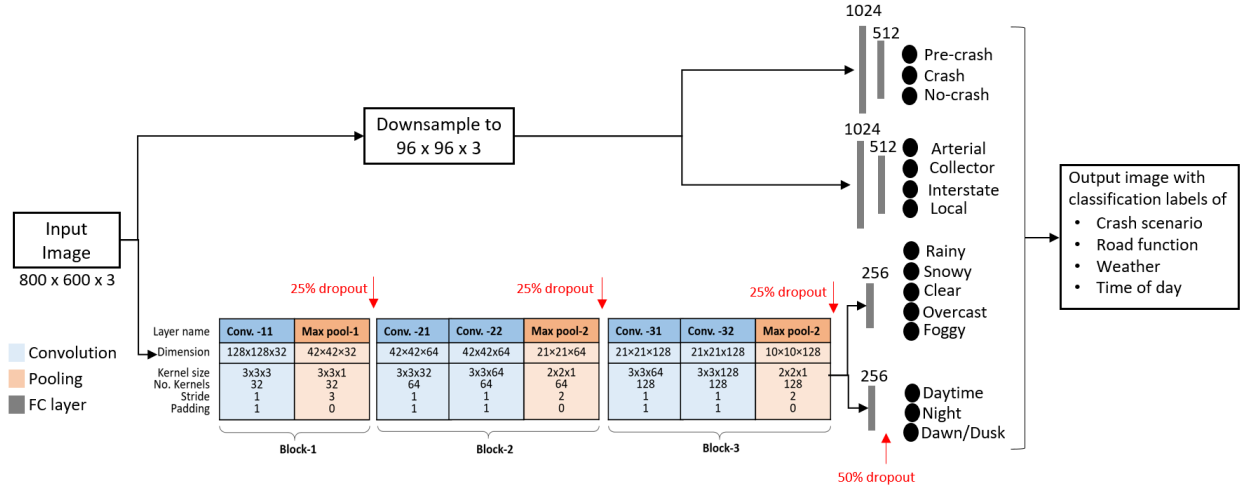 1024
512
Pre-crash
Crash
No-crash
Downsample to
96 x 96 x 3
1024
512
Arterial
Collector
Interstate
Local
Input
Image
800 x 600 x 3
Output image with
classification labels of
• Crash scenario
• Road function
• Weather
• Time of day
256
Rainy
Snowy
Clear
Overcast
Foggy
25% dropout
25% dropout
25% dropout
Layer name Conv. -11 Max pool-1 Conv. -21 Conv. -22 Max pool-2 Conv. -31 Conv. -32 Max pool-2
Dimension 128x128x32 42×42×32 42×42×64 42x42x64 21×21×64 21×21×128 21x21x128 10×10×128
Kernel size 3x3x3 3x3x1 3x3x32 3x3x64 2x2x1 3x3x64 3x3x128 2x2x1
No. Kernels 32 32 64 64 64 128 128 128
Stride 1 3 1 1 2 1 1 2
Padding 1 0 1 1 0 1 1 0
Block-1
Block-2
Block-3
Convolution
Pooling
FC layer
256
Daytime
Night
Dawn/Dusk
50% dropout